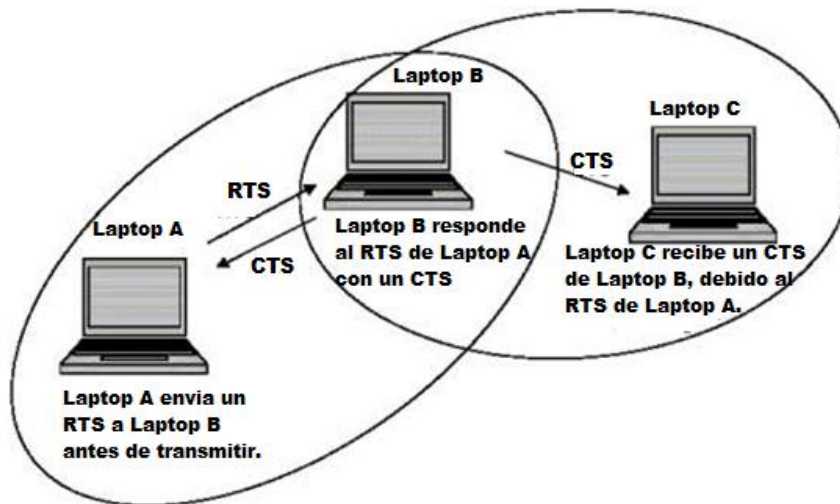 Laptop B
Laptop C
RTS
CTS
Laptop A
CTS
Laptop B responde
al RTS de Laptop A
con un CTS
Laptop C recibe un CTS
de Laptop B, debido al
RTS de Laptop A.
Laptop A envia un
RTS a Laptop B
antes de transmitir.